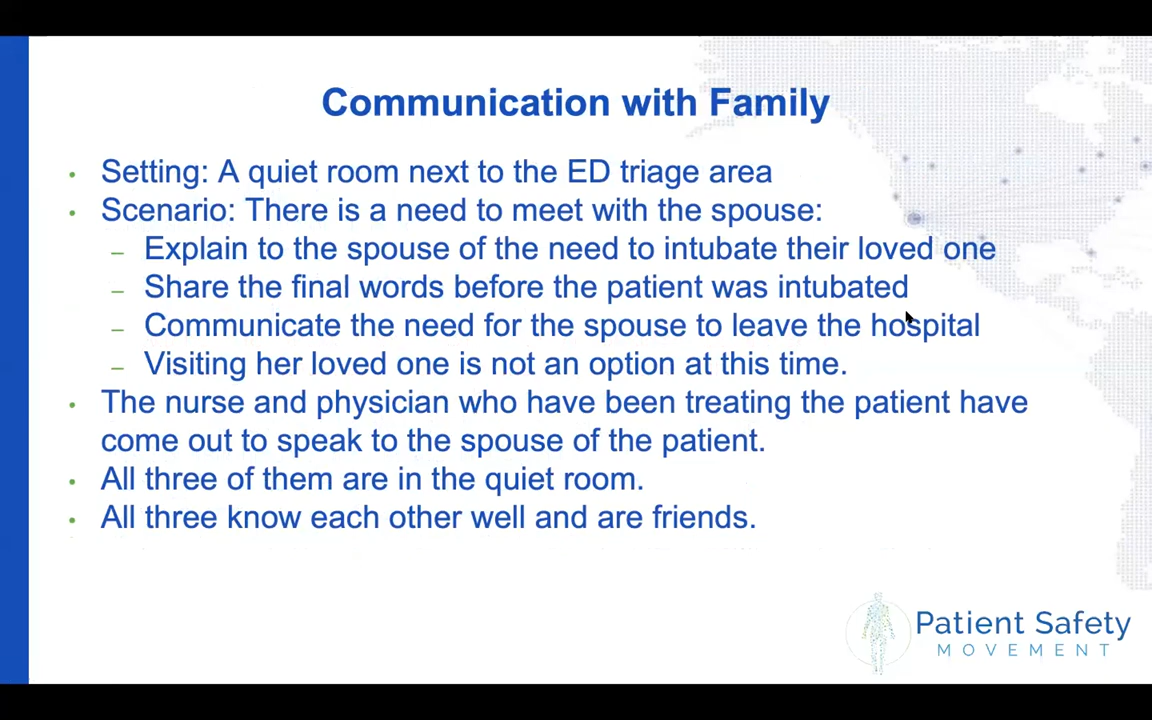 Communication with Family
• Setting: A quiet room next to the ED triage area
• Scenario: There is a need to meet with the spouse:
– Explain to the spouse of the need to intubate their loved one
– Share the final words before the patient was intubated
– Communicate the need for the spouse to leave the hospital
– Visiting her loved one is not an option at this time.
• The nurse and physician who have been treating the patient have
come out to speak to the spouse of the patient.
• All three of them are in the quiet room.
• All three know each other well and are friends.
Patient Safety
MOVEMENT